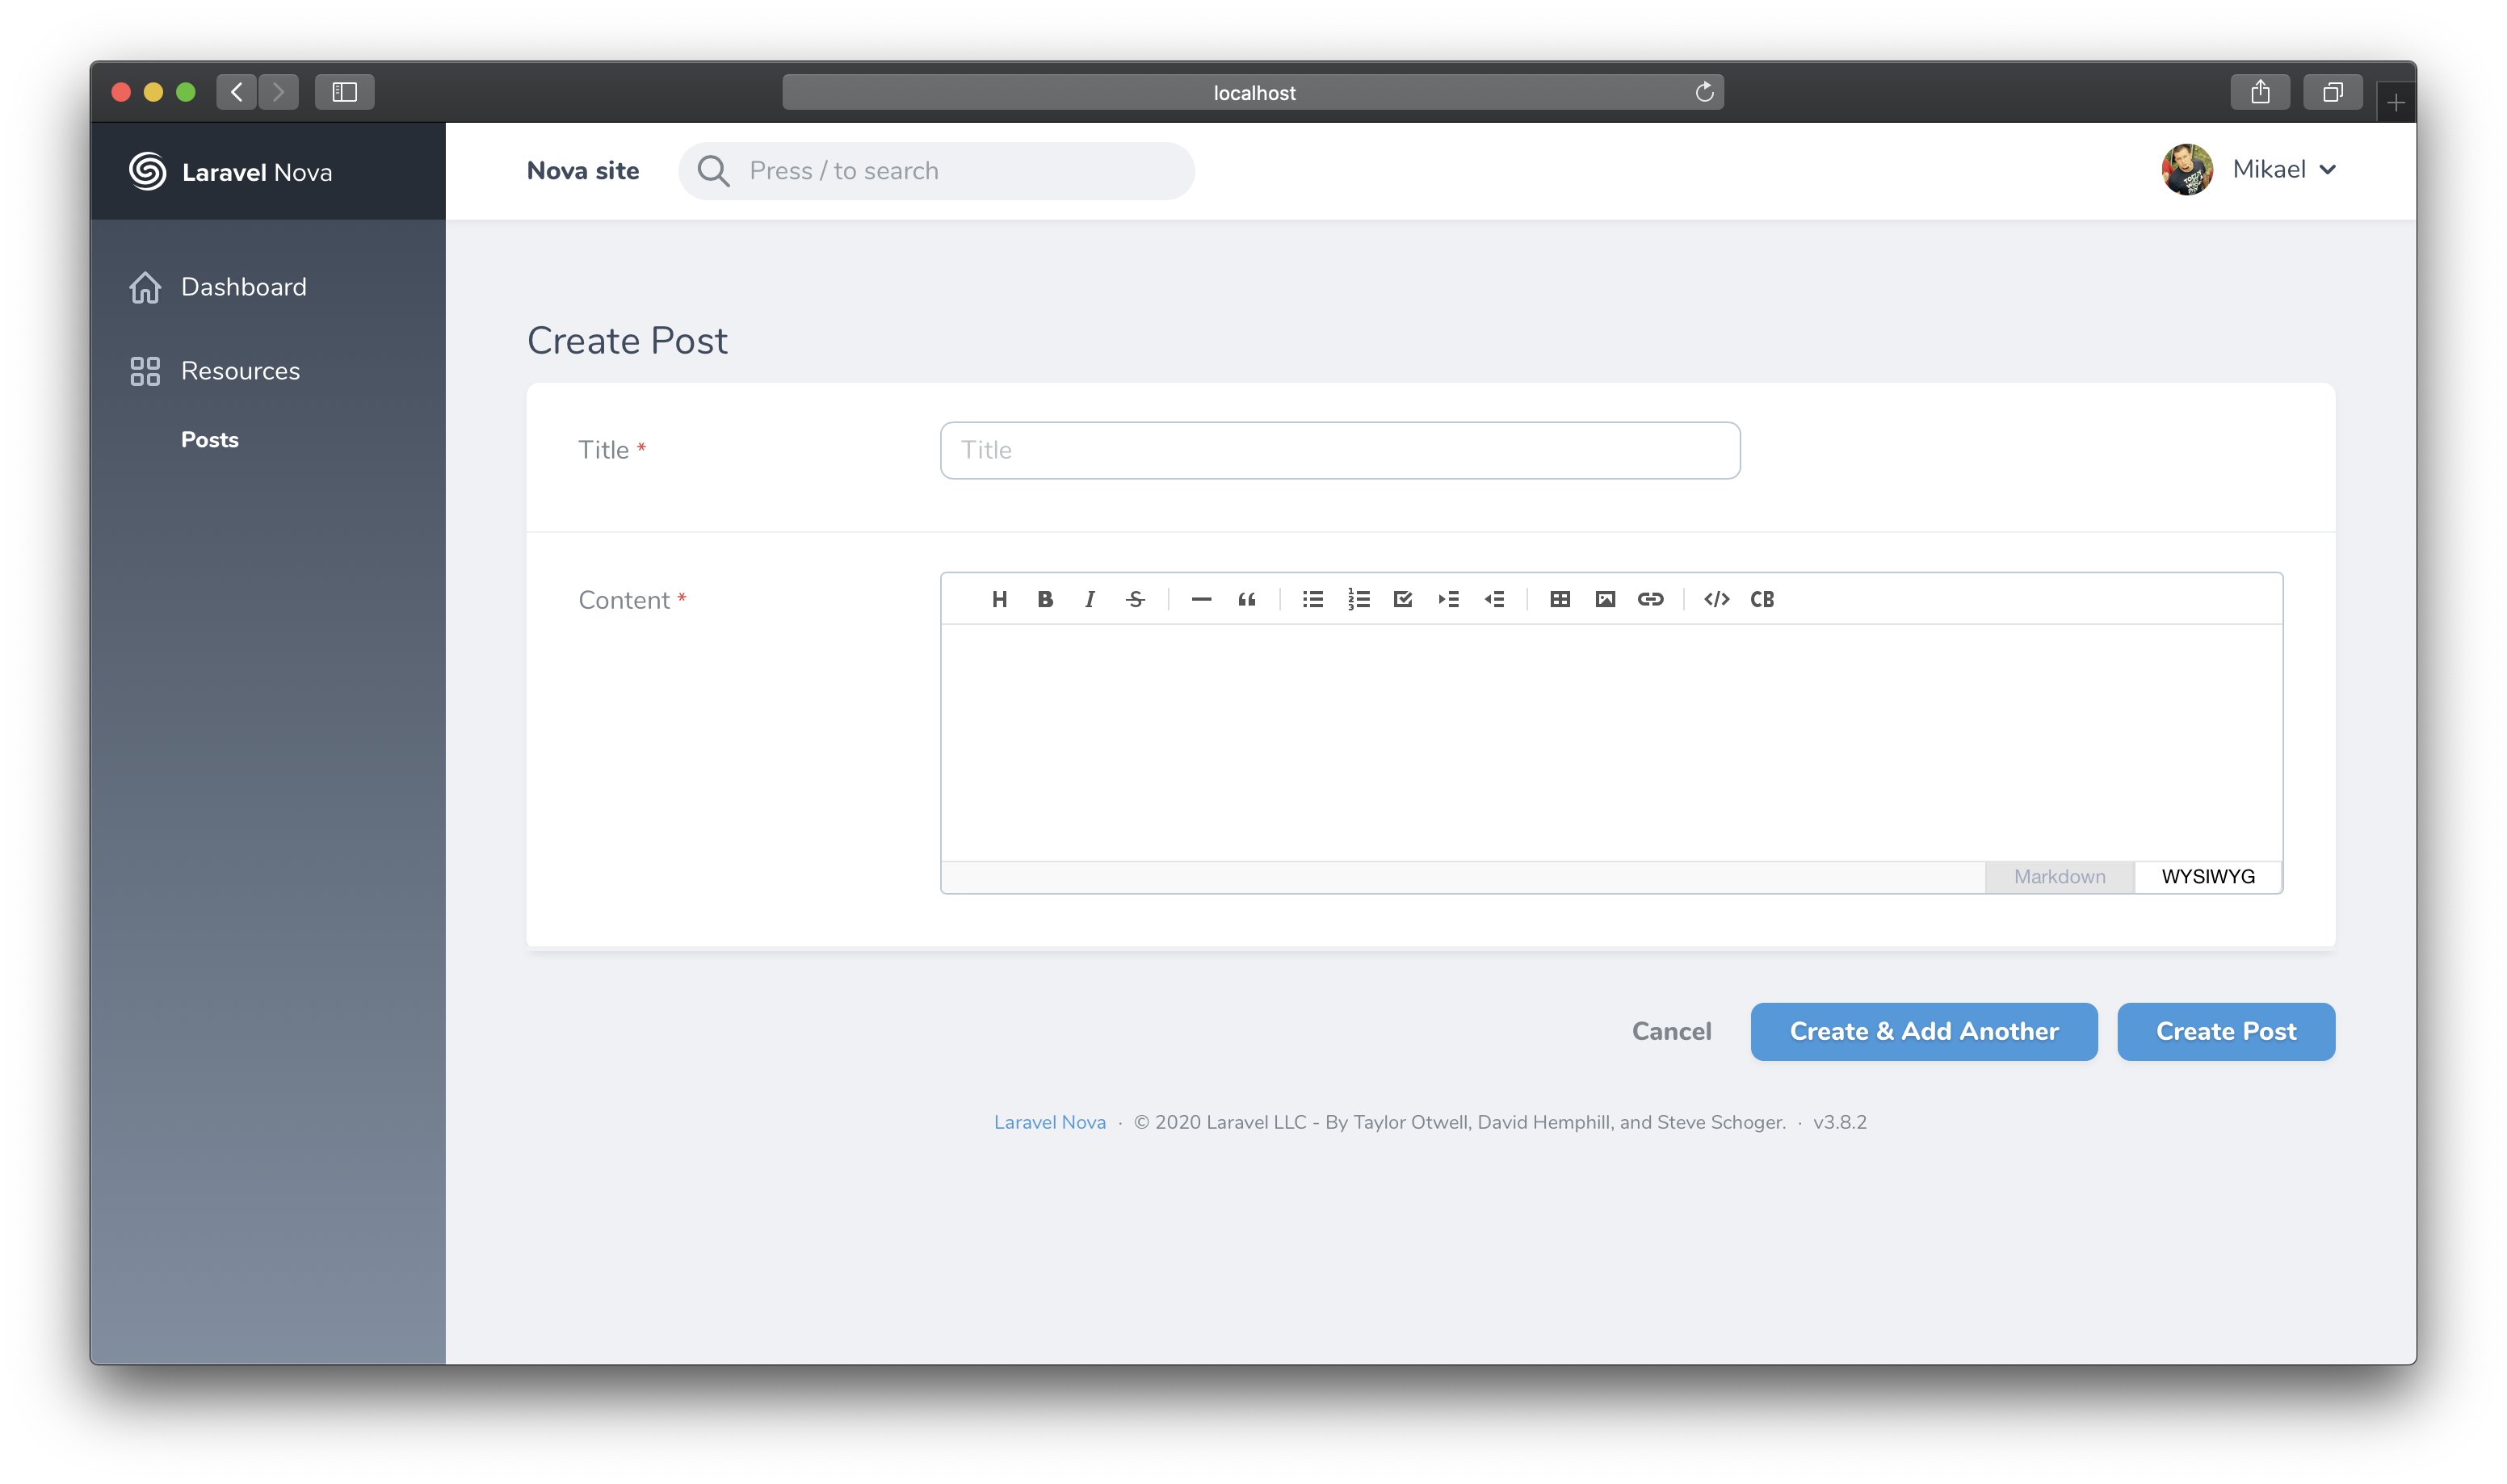 localhost
Laravel Nova
Nova site
Press / to search
Mikael
Dashboard
Resources
Posts
Create Post
Title *
Title
Content *
H B I S
CB
Markdown
WYSIWYG
Cancel
Create & Add Another
Create Post
Laravel Nova · © 2020 Laravel LLC - By Taylor Otwell, David Hemphill, and Steve Schoger. · v3.8.2